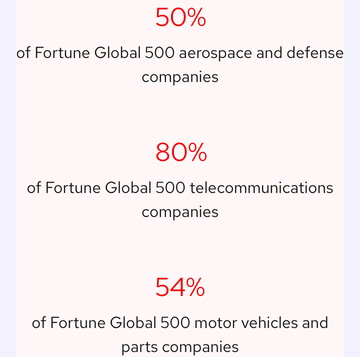 50%
of Fortune Global 500 aerospace and defense
companies
80%
of Fortune Global 500 telecommunications
companies
54%
of Fortune Global 500 motor vehicles and
parts companies